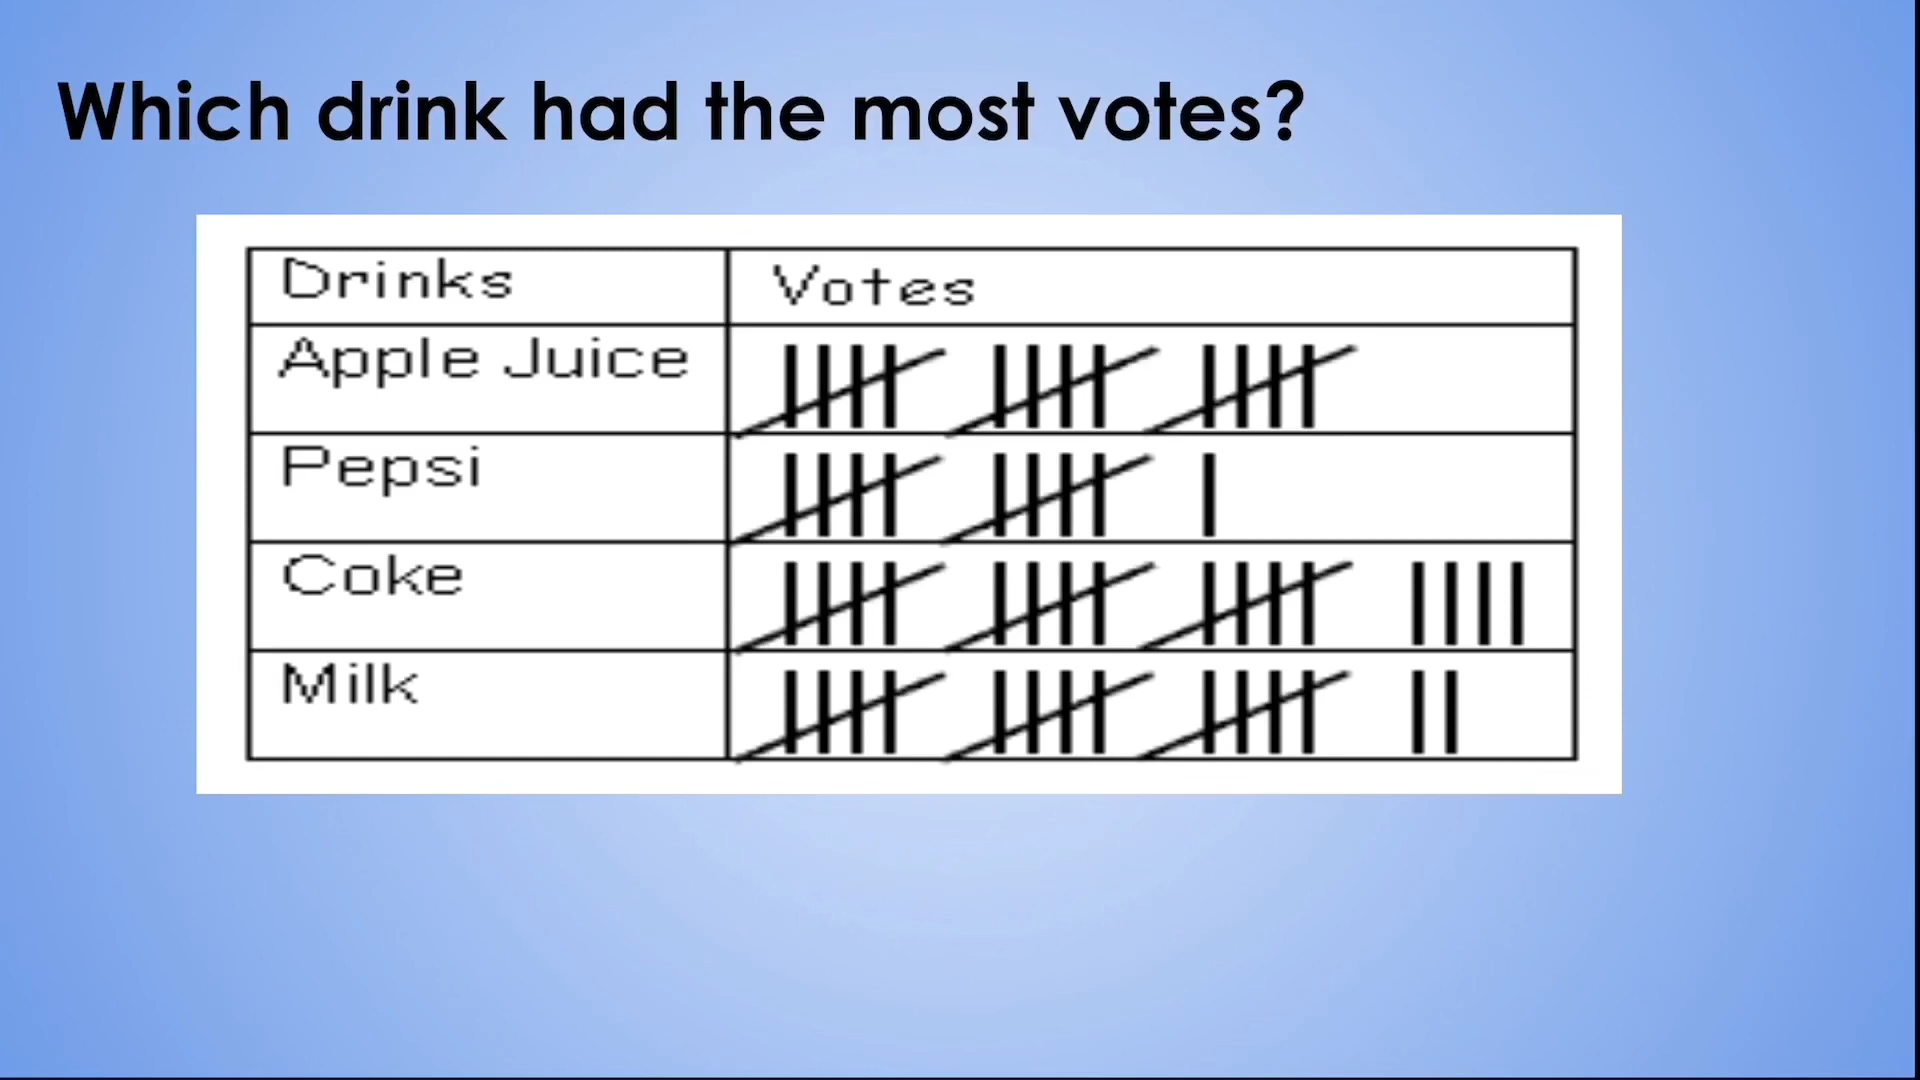 Which drink had the most votes?
Drinks Votes
Apple Juice
Pepsi
Coke
Milk